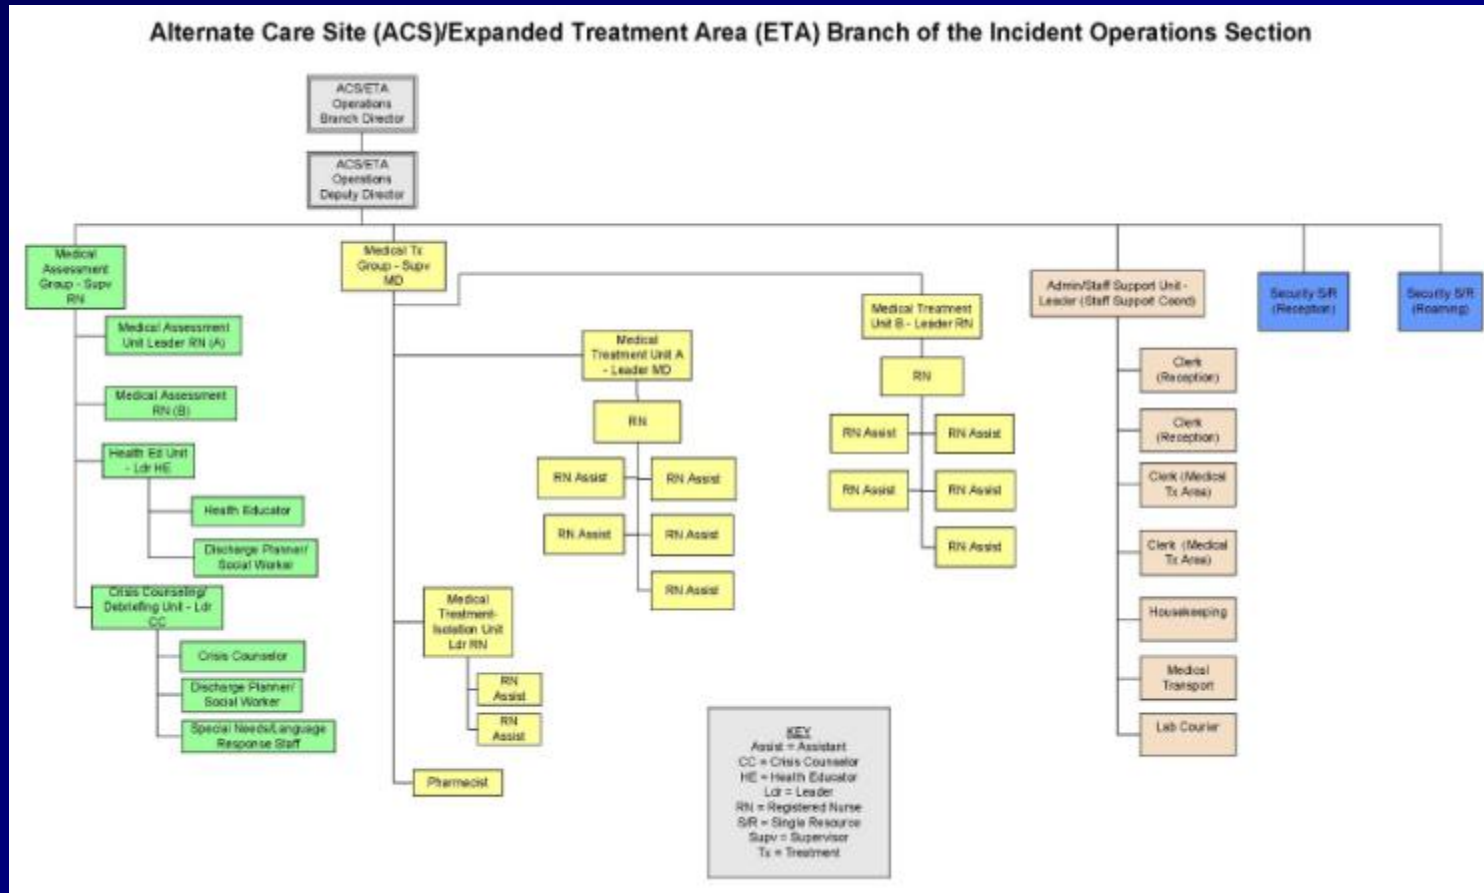 Alternate Care Site (ACS)/Expanded Treatment Area (ETA) Branch of the Incident Operations Section
ACS/ETA
Operations
Branch Director
ACS/ETA
Operations
Deputy Director
Medical
Assessment
Group - Supv
RN
Medical Assessment
Unit Leader RN (A)
Medical Assessment
RN (B)
Health Ed Unit
- Ldr HE
Health Educator
Discharge Planner/
Social Worker
Crisis Counseling/
Debriefing Unit - Ldr
CC
Crisis Counselor
Discharge Planner/
Social Worker
Special Needs/Language
Response Staff
Medical Tx
Group - Supv
MD
Medical
Treatment Unit A
- Leader MD
RN
RN Assist
RN Assist
RN Assist
RN Assist
RN Assist
Medical
Treatment-
Isolation Unit
Ldr RN
RN
Assist
RN
Assist
Pharmacist
Medical Treatment
Unit B - Leader RN
RN
RN Assist
RN Assist
RN Assist
RN Assist
RN Assist
Admin/Staff Support Unit -
Leader (Staff Support Coord)
Clerk
(Reception)
Clerk
(Reception)
Clerk (Medical
Tx Area)
Clerk (Medical
Tx Area)
Housekeeping
Medical
Transport
Lab Courier
Security S/R
(Reception)
Security S/R
(Roaming)
KEY
Assist = Assistant
CC = Crisis Counselor
HE = Health Educator
Ldr = Leader
RN = Registered Nurse
S/R = Single Resource
Supv = Supervisor
Tx = Treatment